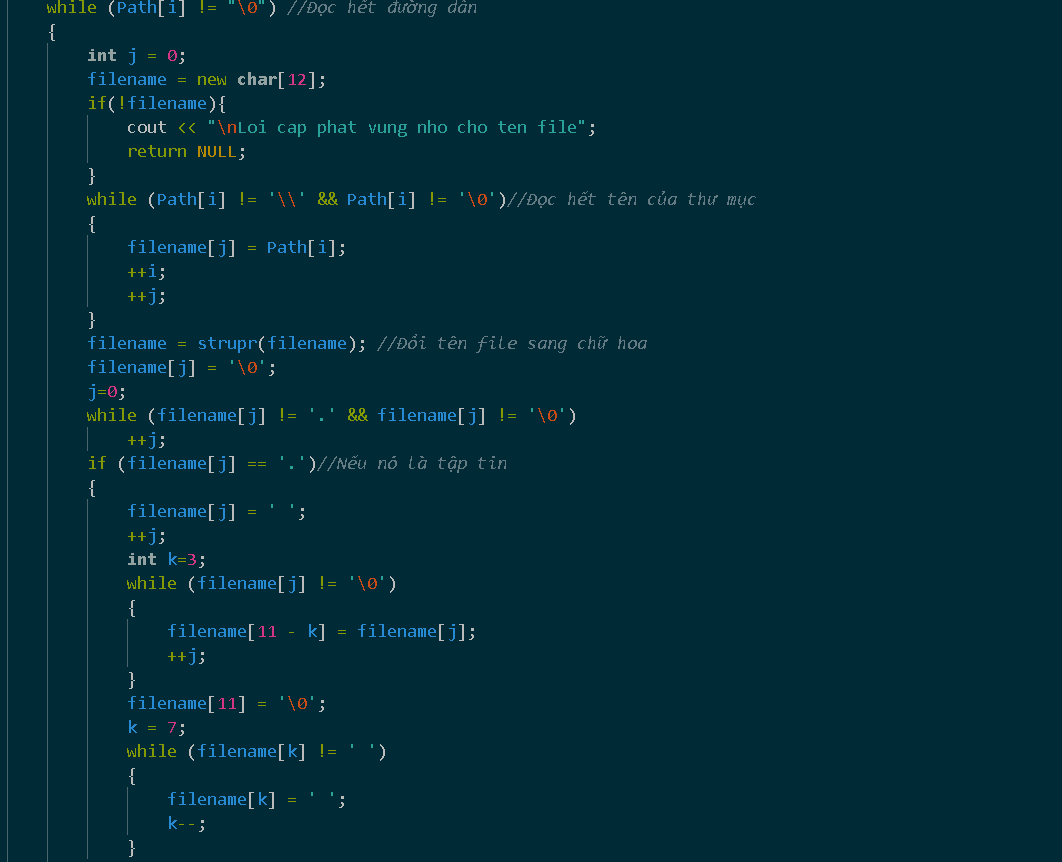 while (Path[i] != "\0") //Đọc hết đường dẫn
{
int j = 0;
filename = new char[12];
if(!filename){
cout << "\nLoi cap phat vung nho cho ten file";
return NULL;
}
while (Path[i] != '\\' && Path[i] != '\0')//Đọc hết tên của thư mục
{
filename[j] = Path[i];
++i;
++j;
}
filename = strupr(filename); //Đổi tên file sang chữ hoa
filename[j] = '\0';
j=0;
while (filename[j] != '.' && filename[j] != '\0')
++j;
if (filename[j] == '.')//Nếu nó là tập tin
{
filename[j] = ' ';
++j;
int k=3;
while (filename[j] != '\0')
{
filename[11 - k] = filename[j];
++j;
}
filename[11] = '\0';
k = 7;
while (filename[k] != ' ')
{
filename[k] = ' ';
k--;
}